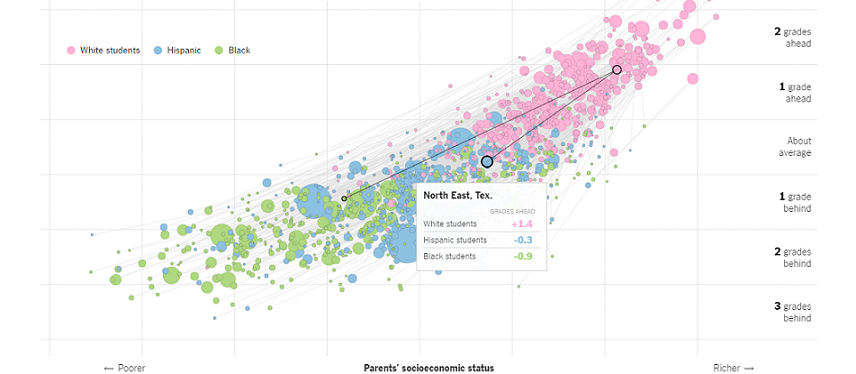 White students Hispanic Black
2 grades
ahead
1 grade
ahead
About
average
1 grade
behind
2 grades
behind
3 grades
behind
North East, Tex.
GRADES AHEAD
White students +1.4
Hispanic students -0.3
Black students -0.9
← Poorer Parents' socioeconomic status Richer →